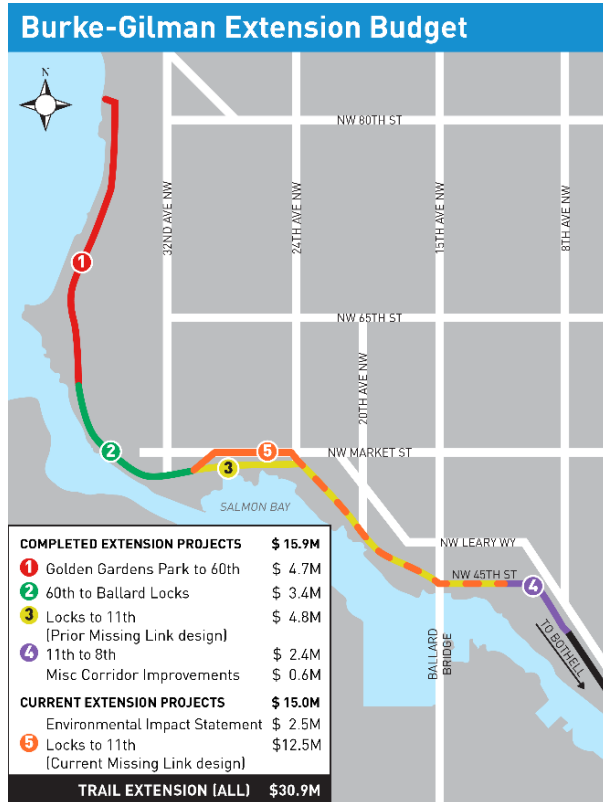 Burke-Gilman Extension Budget
N
NW 80TH ST
32ND AVE NW
24TH AVE NW
15TH AVE NW
8TH AVE NW
1
NW 65TH ST
20TH AVE NW
2
5
NW MARKET ST
3
SALMON BAY
NW LEARY WY
NW 45TH ST
4
TO BOTHELL
BALLARD
BRIDGE
COMPLETED EXTENSION PROJECTS $ 15.9M
1 Golden Gardens Park to 60th $ 4.7M
2 60th to Ballard Locks $ 3.4M
3 Locks to 11th $ 4.8M
(Prior Missing Link design)
4 11th to 8th $ 2.4M
Misc Corridor Improvements $ 0.6M
CURRENT EXTENSION PROJECTS $ 15.0M
Environmental Impact Statement $ 2.5M
5 Locks to 11th $12.5M
(Current Missing Link design)
TRAIL EXTENSION (ALL) $30.9M